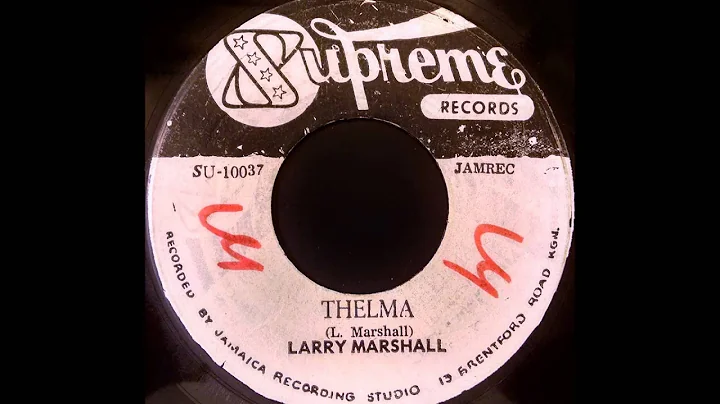 Supreme
RECORDS
SU-10037
JAMREC
THELMA
(L. Marshall)
LARRY MARSHALL
RECORDED BY JAMAICA RECORDING STUDIO 13 BRENTFORD ROAD KGN.